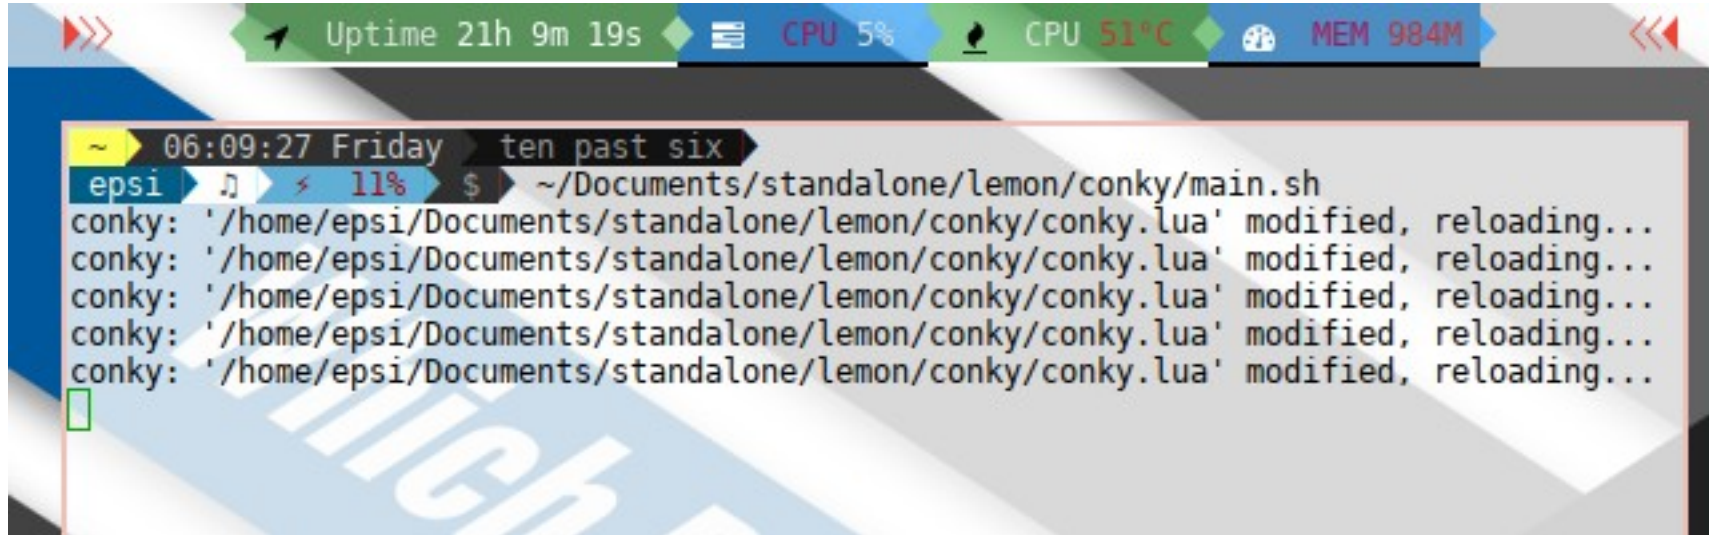 Uptime 21h 9m 19s CPU 5% CPU 51°C MEM 984M
~ 06:09:27 Friday ten past six
epsi ♫ ⚡ 11% $ ~/Documents/standalone/lemon/conky/main.sh
conky: '/home/epsi/Documents/standalone/lemon/conky/conky.lua' modified, reloading...
conky: '/home/epsi/Documents/standalone/lemon/conky/conky.lua' modified, reloading...
conky: '/home/epsi/Documents/standalone/lemon/conky/conky.lua' modified, reloading...
conky: '/home/epsi/Documents/standalone/lemon/conky/conky.lua' modified, reloading...
conky: '/home/epsi/Documents/standalone/lemon/conky/conky.lua' modified, reloading...
Which